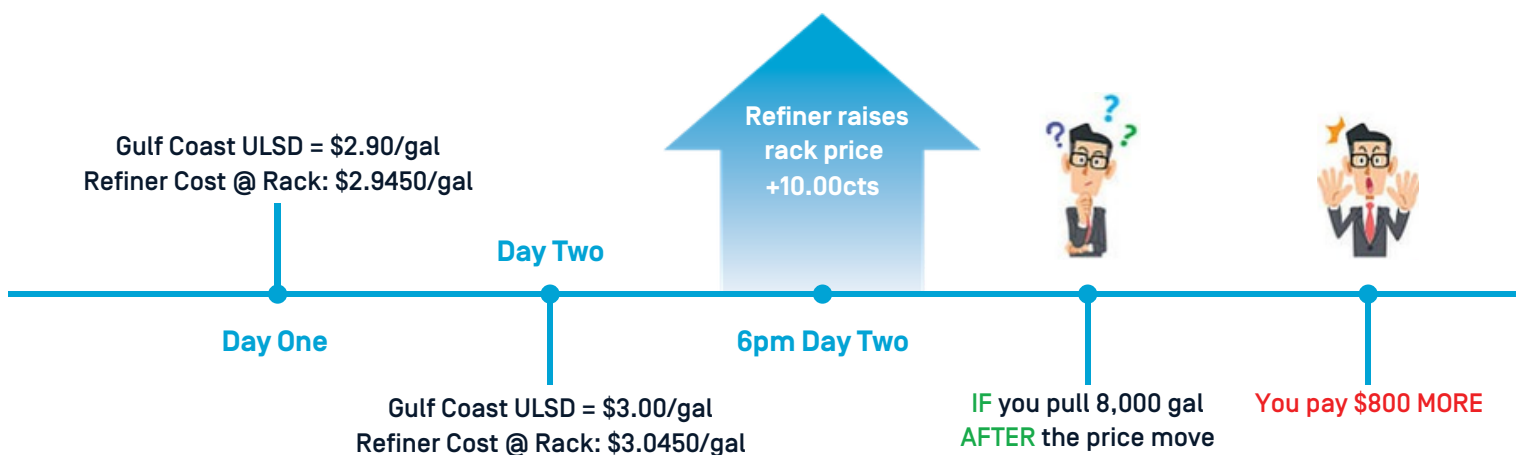 Gulf Coast ULSD = $2.90/gal
Refiner Cost @ Rack: $2.9450/gal
Day One
Day Two
Gulf Coast ULSD = $3.00/gal
Refiner Cost @ Rack: $3.0450/gal
Refiner raises
rack price
+10.00cts
6pm Day Two
? ? ?
IF you pull 8,000 gal
AFTER the price move
You pay $800 MORE